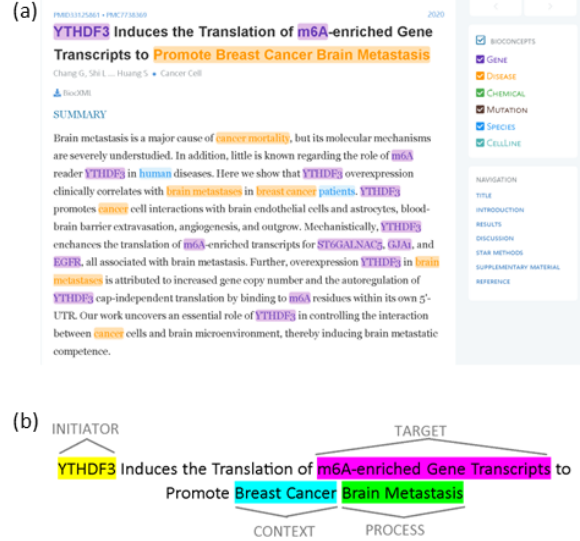 (a)
PMID33125861 • PMC7738369
2020
YTHDF3 Induces the Translation of m6A-enriched Gene
Transcripts to Promote Breast Cancer Brain Metastasis
Chang G, Shi L ... Huang S • Cancer Cell
BioCXML
SUMMARY
Brain metastasis is a major cause of cancer mortality, but its molecular mechanisms
are severely understudied. In addition, little is known regarding the role of m6A
reader YTHDF3 in human diseases. Here we show that YTHDF3 overexpression
clinically correlates with brain metastases in breast cancer patients. YTHDF3
promotes cancer cell interactions with brain endothelial cells and astrocytes, blood-
brain barrier extravasation, angiogenesis, and outgrow. Mechanistically, YTHDF3
enchances the translation of m6A-enriched transcripts for ST6GALNAC5, GJA1, and
EGFR, all associated with brain metastasis. Further, overexpression YTHDF3 in brain
metastases is attributed to increased gene copy number and the autoregulation of
YTHDF3 cap-independent translation by binding to m6A residues within its own 5'-
UTR. Our work uncovers an essential role of YTHDF3 in controlling the interaction
between cancer cells and brain microenvironment, thereby inducing brain metastatic
competence.
BIOCONCEPTS
GENE
DISEASE
CHEMICAL
MUTATION
SPECIES
CELLLINE
NAVIGATION
TITLE
INTRODUCTION
RESULTS
DISCUSSION
STAR METHODS
SUPPLEMENTARY MATERIAL
REFERENCE
(b)
INITIATOR
TARGET
YTHDF3 Induces the Translation of m6A-enriched Gene Transcripts to
Promote Breast Cancer Brain Metastasis
CONTEXT
PROCESS